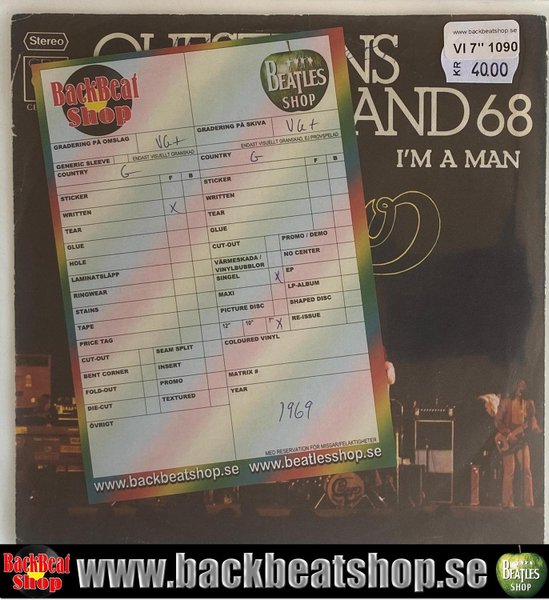 Stereo
www.backbeatshop.se
VI 7" 1090
KR 40.00
AND 68
I'M A MAN
BackBeat
Shop
BEATLES
SHOP
GRADERING PÅ OMSLAG VG+
GRADERING PÅ SKIVA VG+
ENDAST VISUELLT GRANSKAD
ENDAST VISUELLT GRANSKAD, EJ PROVSPELAD
GENERIC SLEEVE
COUNTRY G
F B
STICKER
WRITTEN X
TEAR
GLUE
HOLE
LAMINATSLÄPP
RINGWEAR
STAINS
TAPE
PRICE TAG
CUT-OUT
SEAM SPLIT
BENT CORNER
INSERT
FOLD-OUT
PROMO
DIE-CUT
TEXTURED
ÖVRIGT
COUNTRY G
F B
STICKER
WRITTEN
TEAR
GLUE
CUT-OUT
PROMO / DEMO
VÄRMESKADA /
VINYLBUBBLOR
NO CENTER
SINGEL X
EP
MAXI
LP-ALBUM
PICTURE DISC
SHAPED DISC
12" 10" 7" X
RE-ISSUE
COLOURED VINYL
MATRIX #
YEAR
1969
MED RESERVATION FÖR MISSAR/FELAKTIGHETER
www.backbeatshop.se www.beatlesshop.se
Chicago
BackBeat
Shop
www.backbeatshop.se
BEATLES
SHOP